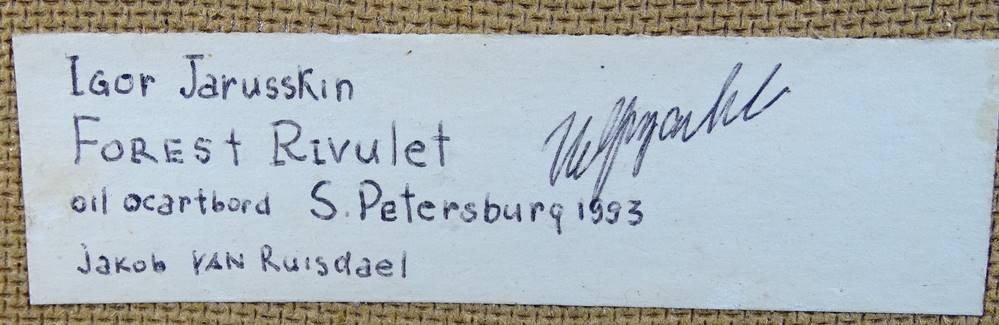 Igor Jarusskin
Forest Rivulet
oil ocartbord S. Petersburg 1993
Jakob van Ruisdael